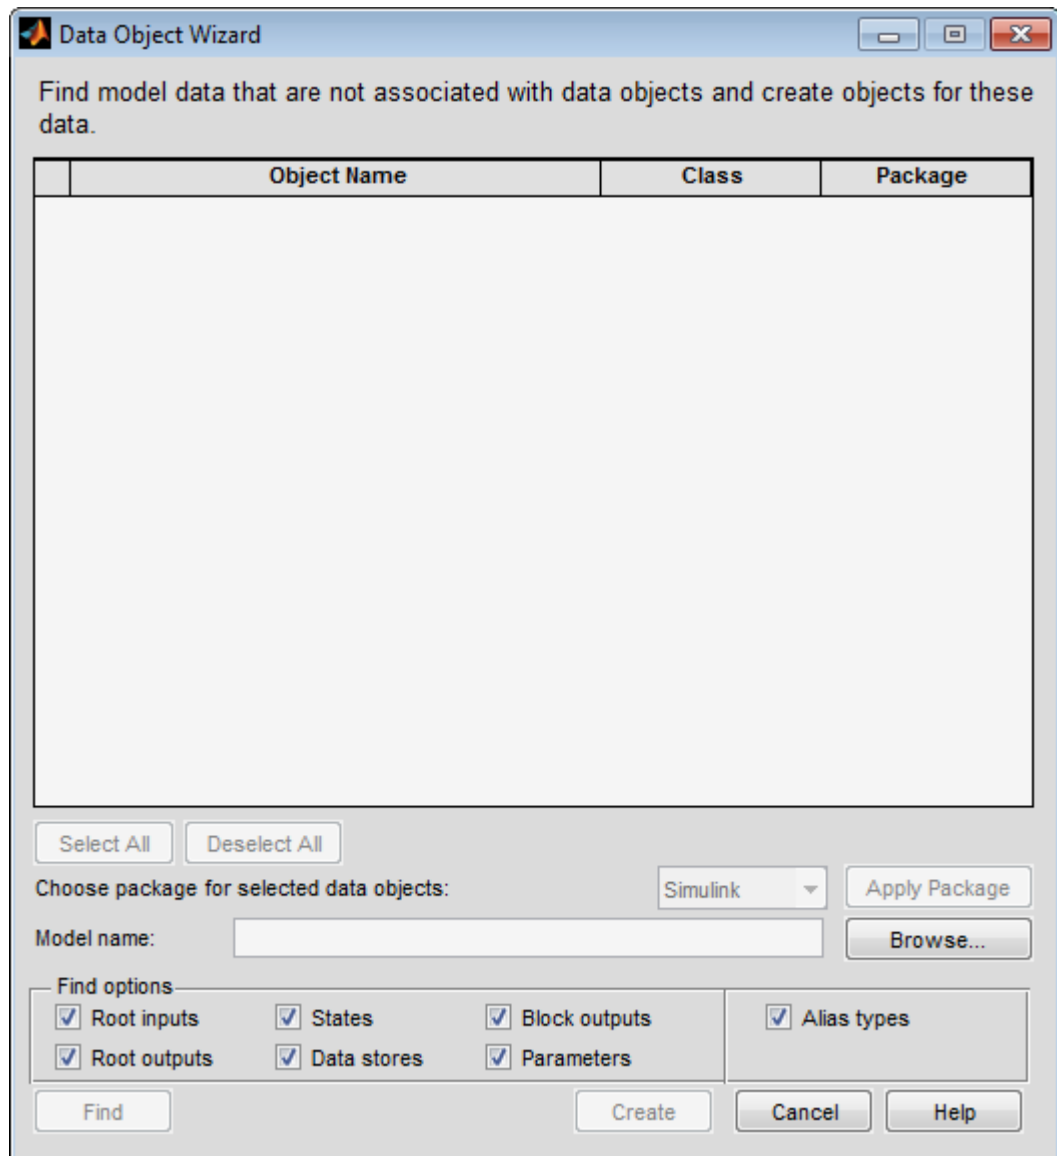 Data Object Wizard
Find model data that are not associated with data objects and create objects for these
data.
Object Name Class Package
Select All Deselect All
Choose package for selected data objects: Simulink Apply Package
Model name: Browse...
Find options
Root inputs States Block outputs Alias types
Root outputs Data stores Parameters
Find Create Cancel Help